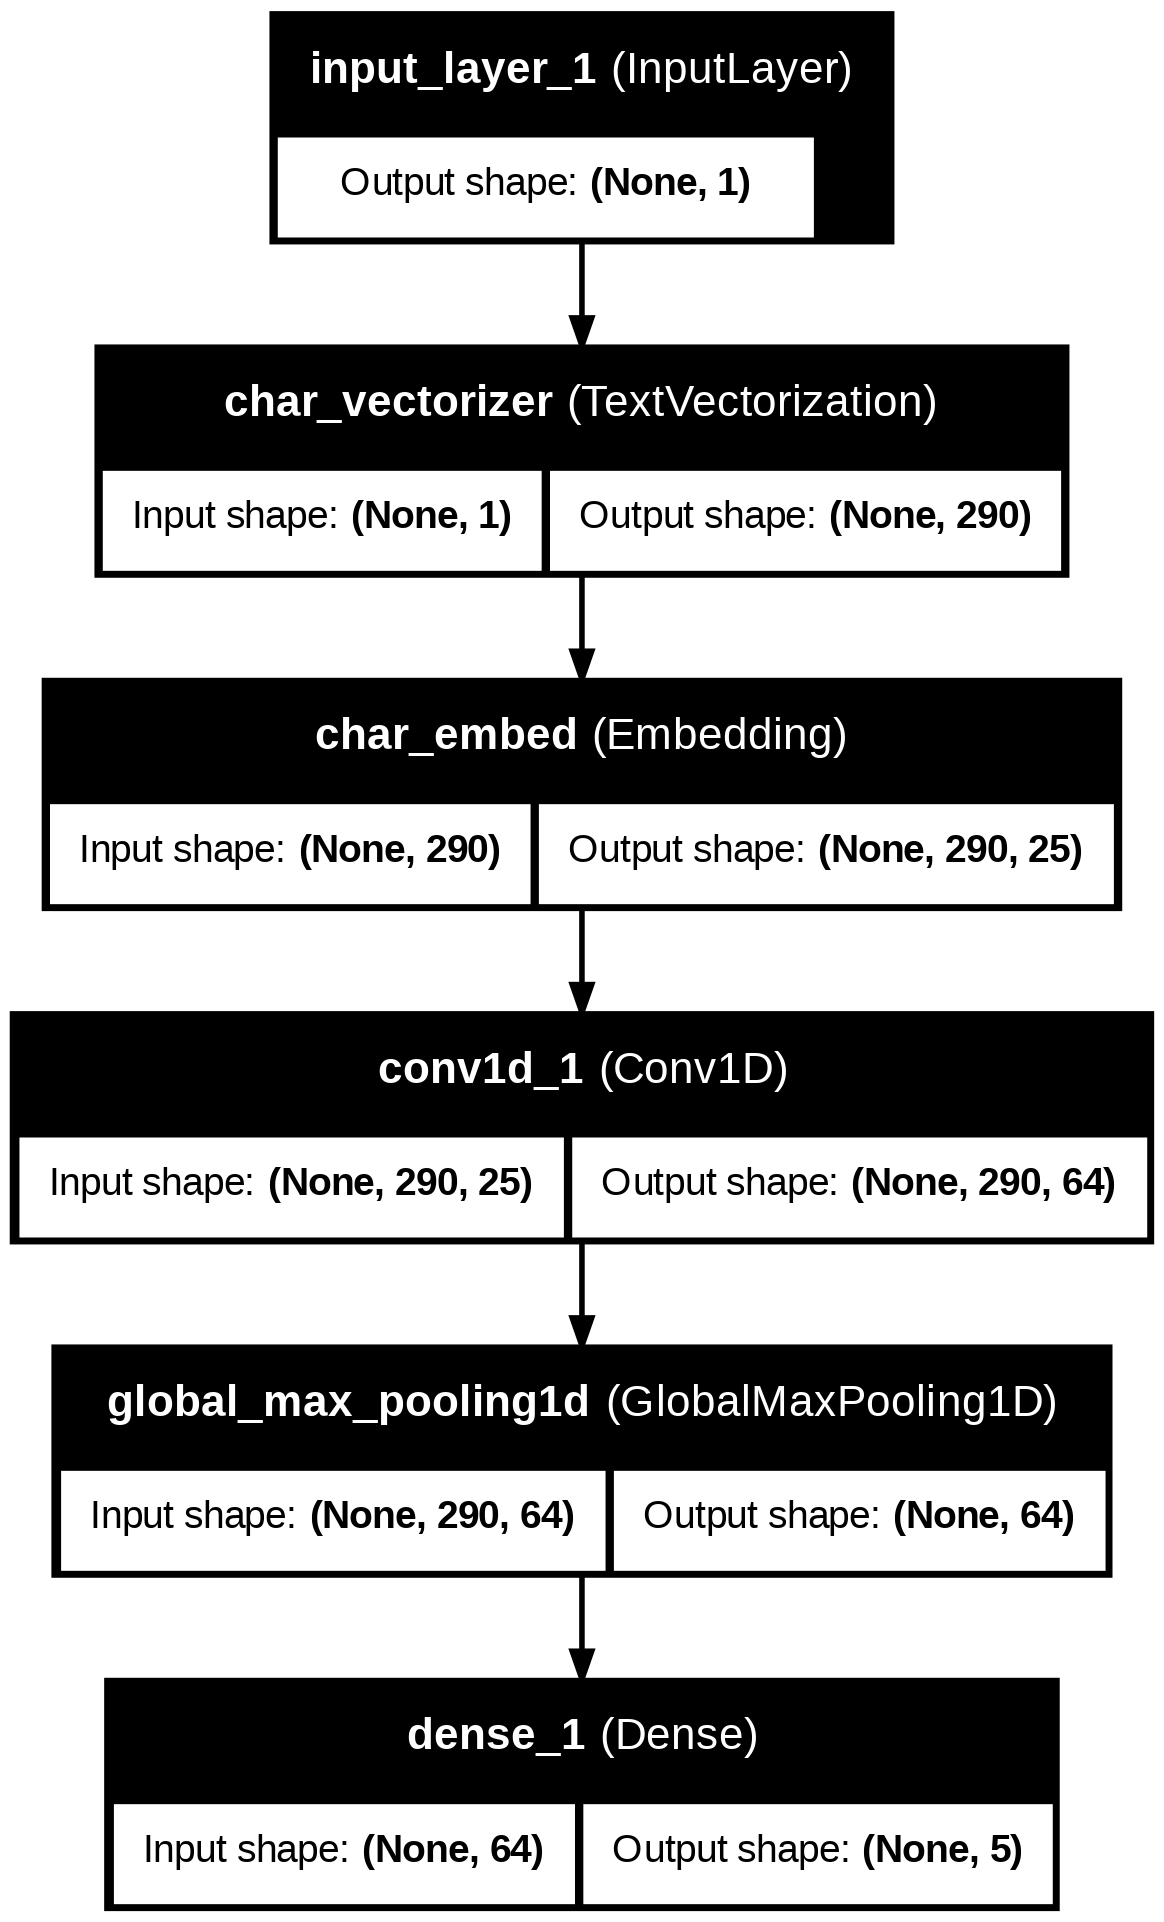 input_layer_1 (InputLayer)
Output shape: (None, 1)
char_vectorizer (TextVectorization)
Input shape: (None, 1) Output shape: (None, 290)
char_embed (Embedding)
Input shape: (None, 290) Output shape: (None, 290, 25)
conv1d_1 (Conv1D)
Input shape: (None, 290, 25) Output shape: (None, 290, 64)
global_max_pooling1d (GlobalMaxPooling1D)
Input shape: (None, 290, 64) Output shape: (None, 64)
dense_1 (Dense)
Input shape: (None, 64) Output shape: (None, 5)